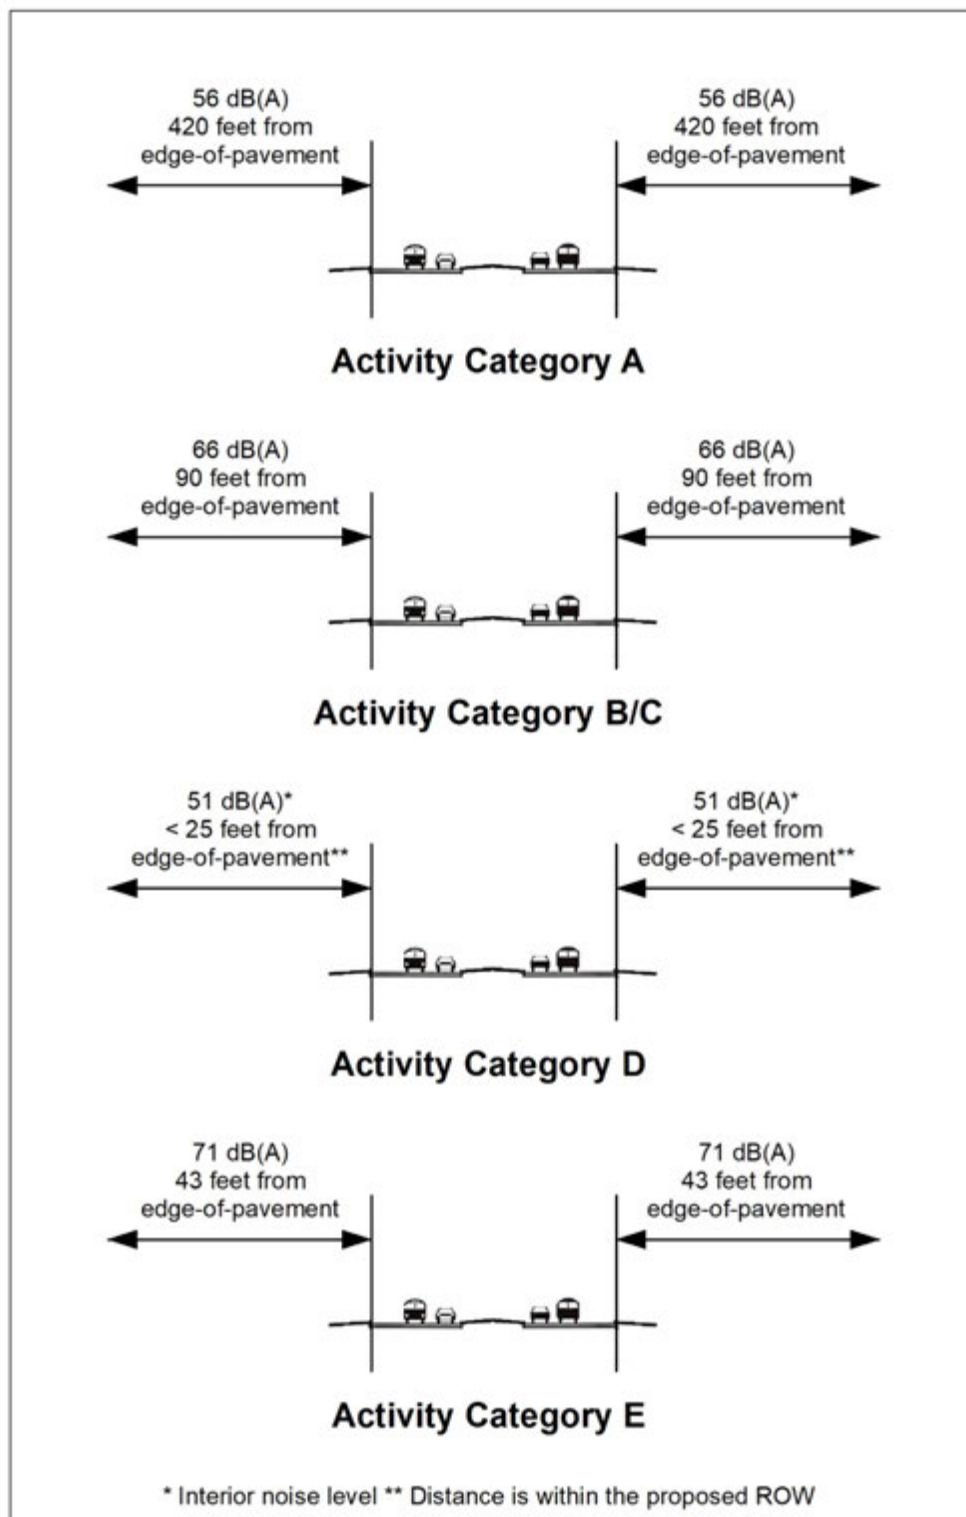 56 dB(A)
420 feet from
edge-of-pavement
56 dB(A)
420 feet from
edge-of-pavement
Activity Category A
66 dB(A)
90 feet from
edge-of-pavement
66 dB(A)
90 feet from
edge-of-pavement
Activity Category B/C
51 dB(A)*
< 25 feet from
edge-of-pavement**
51 dB(A)*
< 25 feet from
edge-of-pavement**
Activity Category D
71 dB(A)
43 feet from
edge-of-pavement
71 dB(A)
43 feet from
edge-of-pavement
Activity Category E
* Interior noise level ** Distance is within the proposed ROW